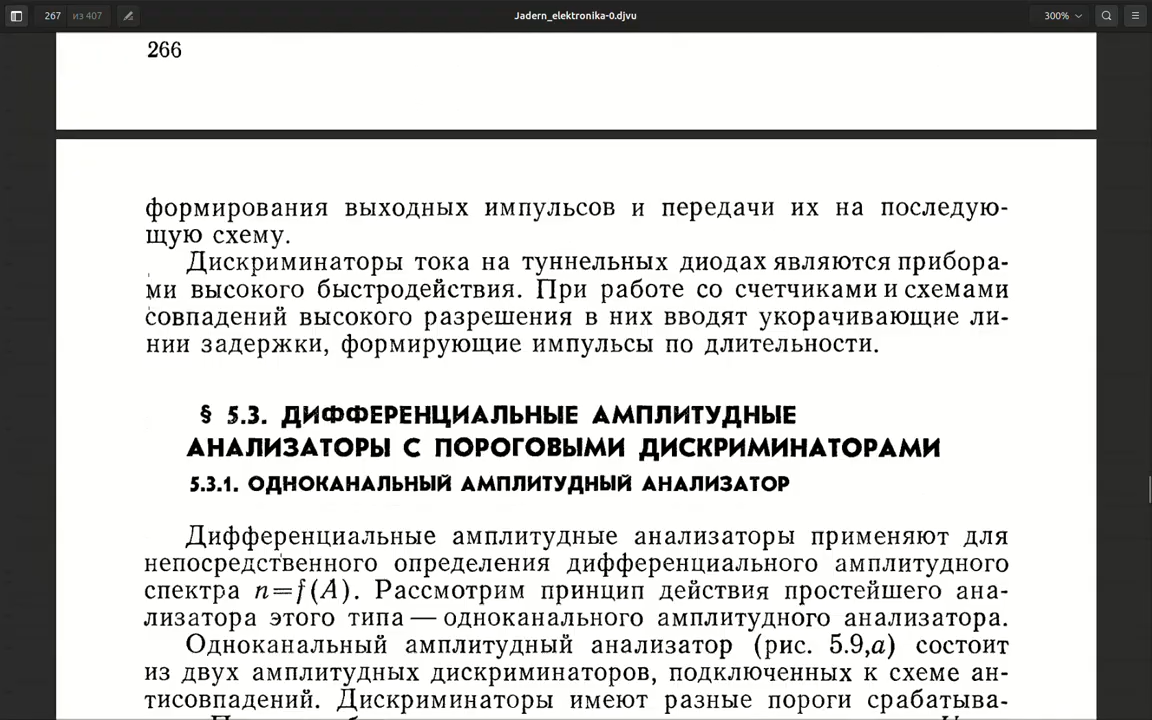 267 из 407
Jadern_elektronika-0.djvu
300%
266
формирования выходных импульсов и передачи их на последую-
щую схему.
Дискриминаторы тока на туннельных диодах являются прибора-
ми высокого быстродействия. При работе со счетчиками и схемами
совпадений высокого разрешения в них вводят укорачивающие ли-
нии задержки, формирующие импульсы по длительности.
§ 5.3. ДИФФЕРЕНЦИАЛЬНЫЕ АМПЛИТУДНЫЕ
АНАЛИЗАТОРЫ С ПОРОГОВЫМИ ДИСКРИМИНАТОРАМИ
5.3.1. ОДНОКАНАЛЬНЫЙ АМПЛИТУДНЫЙ АНАЛИЗАТОР
Дифференциальные амплитудные анализаторы применяют для
непосредственного определения дифференциального амплитудного
спектра n=f(A). Рассмотрим принцип действия простейшего ана-
лизатора этого типа — одноканального амплитудного анализатора.
Одноканальный амплитудный анализатор (рис. 5.9,а) состоит
из двух амплитудных дискриминаторов, подключенных к схеме ан-
тисовпадений. Дискриминаторы имеют разные пороги срабатыва-